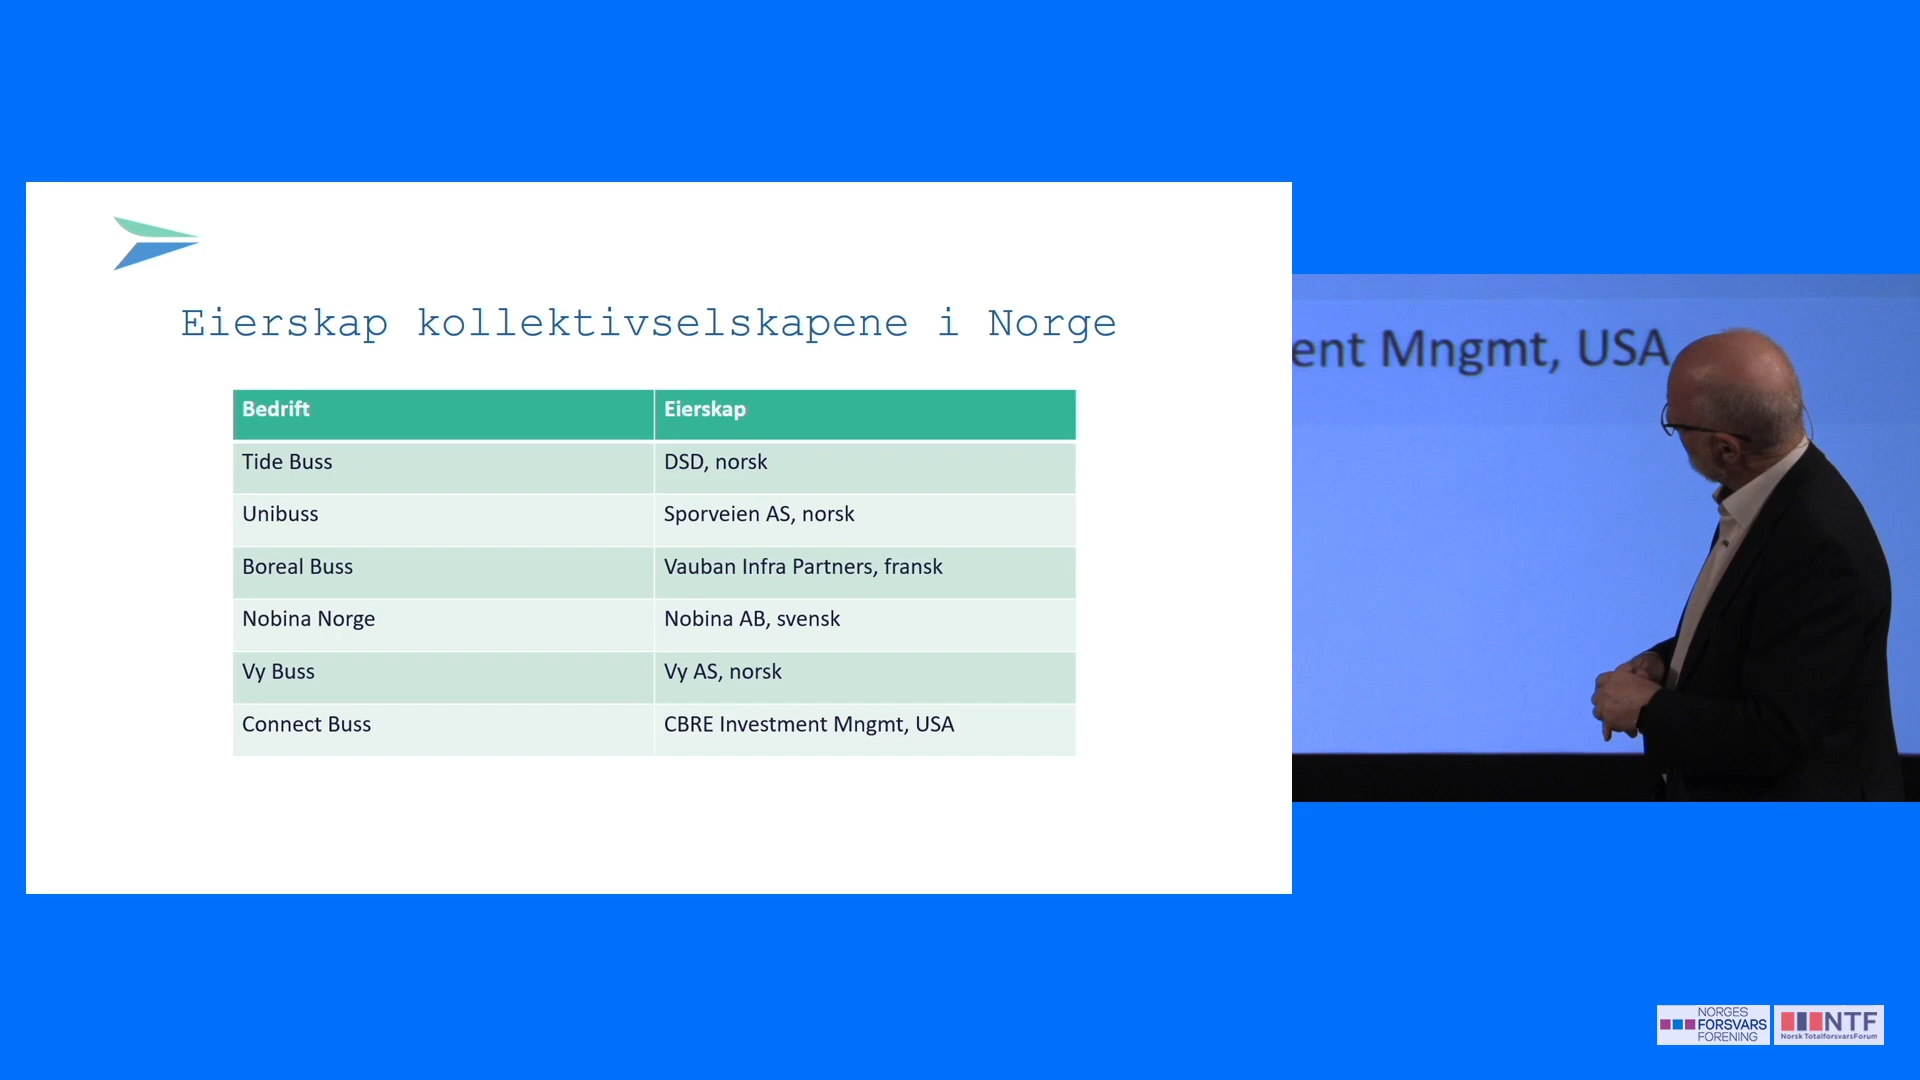 Eierskap kollektivselskapene i Norge
Bedrift Eierskap
Tide Buss DSD, norsk
Unibuss Sporveien AS, norsk
Boreal Buss Vauban Infra Partners, fransk
Nobina Norge Nobina AB, svensk
Vy Buss Vy AS, norsk
Connect Buss CBRE Investment Mngmt, USA
ent Mngmt, USA
NORGES
FORSVARS
FORENING
NTF
Norsk TotalforsvarsForum